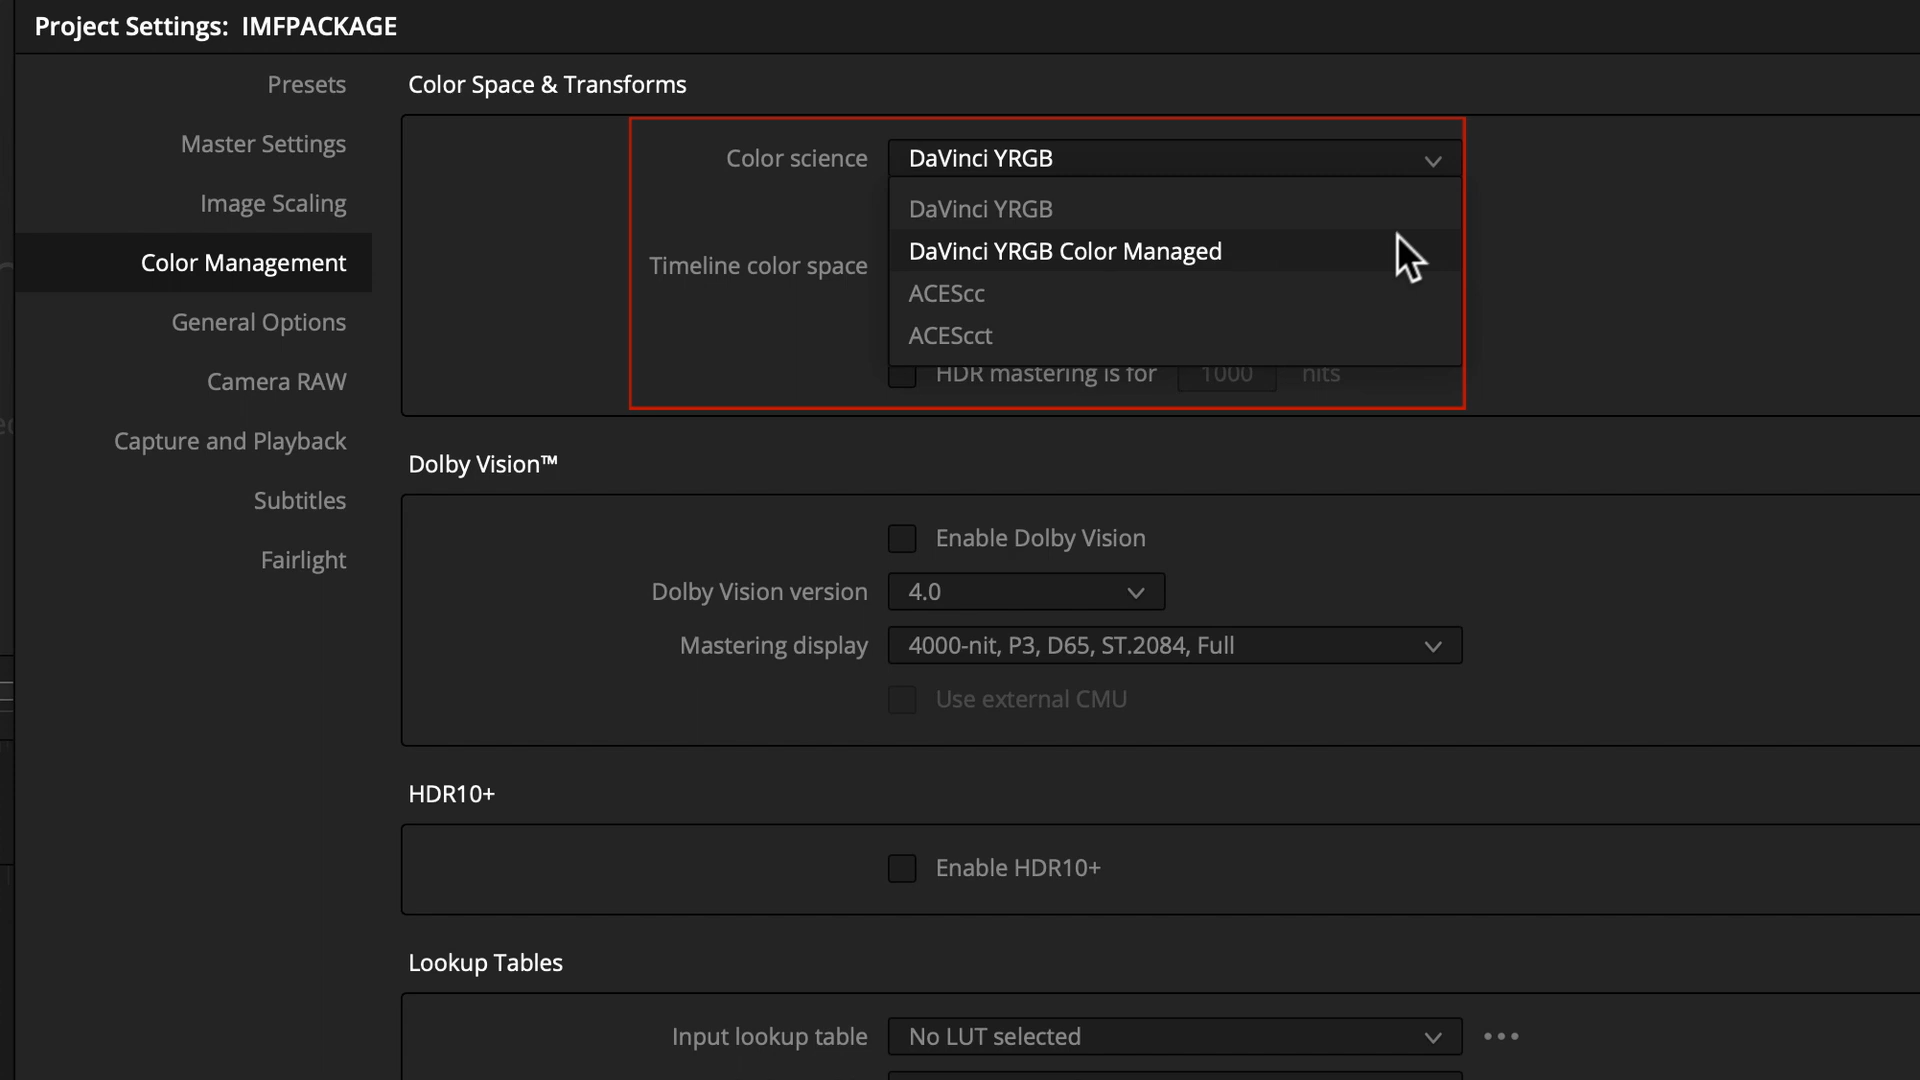 Project Settings: IMFPACKAGE
Presets
Master Settings
Image Scaling
Color Management
General Options
Camera RAW
Capture and Playback
Subtitles
Fairlight
Color Space & Transforms
Color science DaVinci YRGB
DaVinci YRGB
DaVinci YRGB Color Managed
Timeline color space
ACEScc
ACEScct
HDR mastering is for 1000 nits
Dolby Vision™
Enable Dolby Vision
Dolby Vision version 4.0
Mastering display 4000-nit, P3, D65, ST.2084, Full
Use external CMU
HDR10+
Enable HDR10+
Lookup Tables
Input lookup table No LUT selected